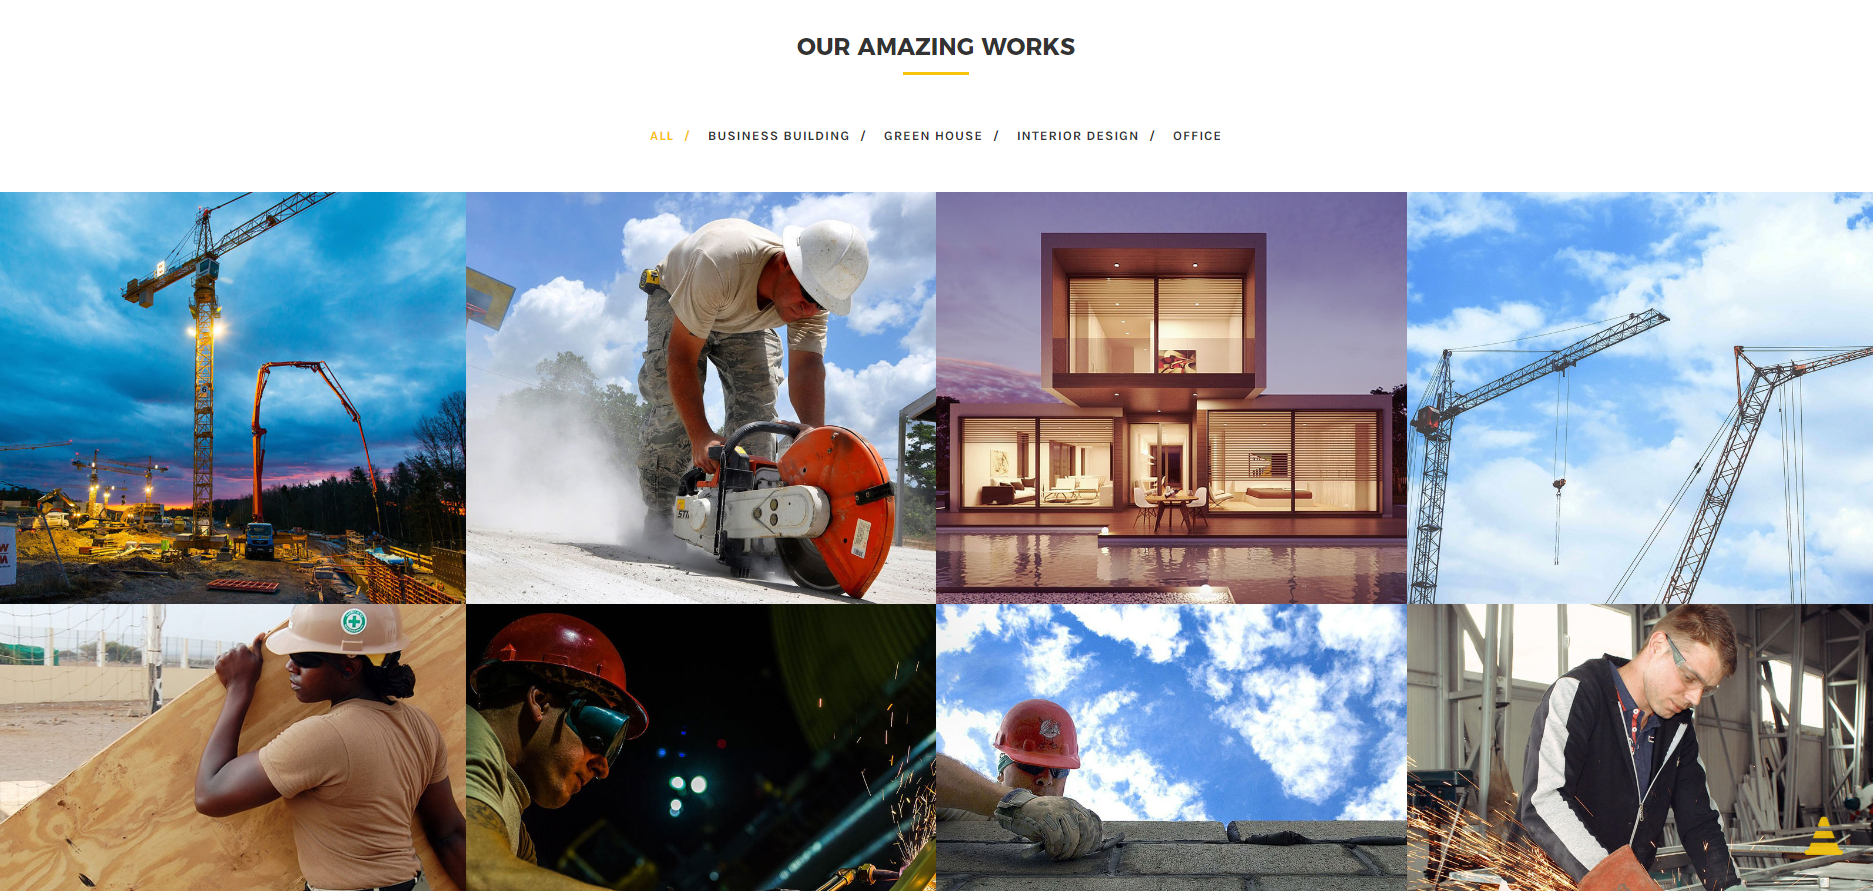 OUR AMAZING WORKS
ALL / BUSINESS BUILDING / GREEN HOUSE / INTERIOR DESIGN / OFFICE